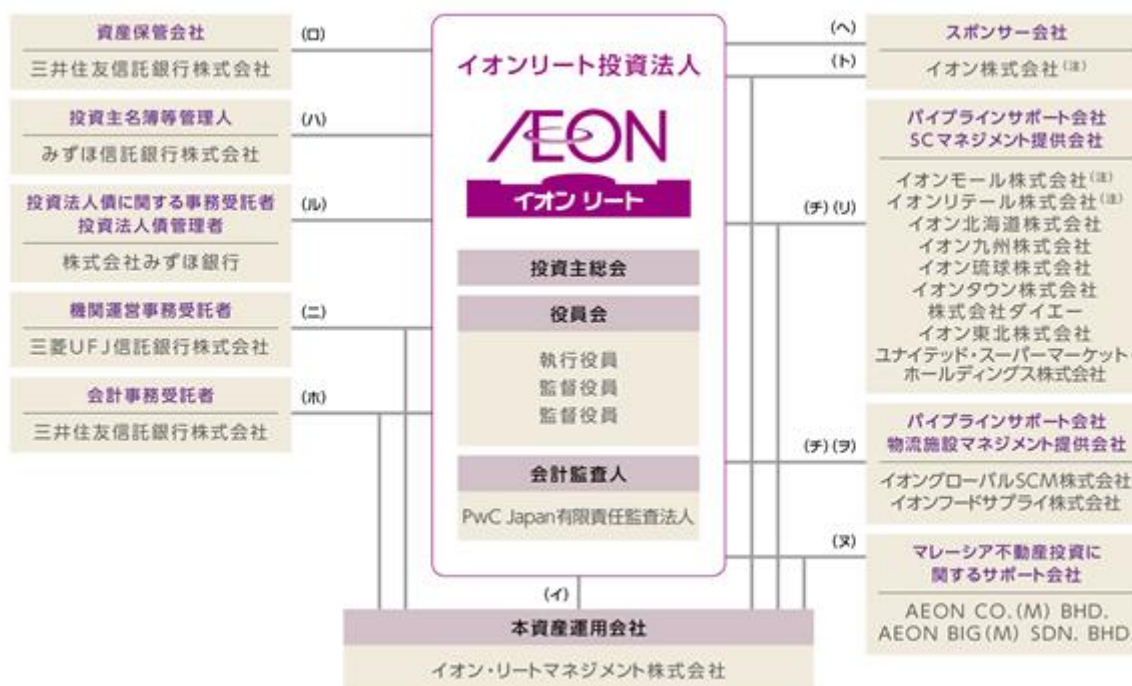 資産保管会社
三井住友信託銀行株式会社
(ロ)
投資主名簿等管理人
みずほ信託銀行株式会社
(ハ)
投資法人債に関する事務受託者
投資法人債管理者
株式会社みずほ銀行
(ル)
機関運営事務受託者
三菱UFJ信託銀行株式会社
(ニ)
会計事務受託者
三井住友信託銀行株式会社
(ホ)
イオンリート投資法人
ÆON
イオン リート
投資主総会
役員会
執行役員
監督役員
監督役員
会計監査人
PwC Japan有限責任監査法人
(イ)
本資産運用会社
イオン・リートマネジメント株式会社
(ヘ)
(ト)
スポンサー会社
イオン株式会社(注)
(チ)(リ)
パイプラインサポート会社
SCマネジメント提供会社
イオンモール株式会社(注)
イオンリテール株式会社(注)
イオン北海道株式会社
イオン九州株式会社
イオン琉球株式会社
イオンタウン株式会社
株式会社ダイエー
イオン東北株式会社
ユナイテッド・スーパーマーケット・
ホールディングス株式会社
(チ)(ヲ)
パイプラインサポート会社
物流施設マネジメント提供会社
イオングローバルSCM株式会社
イオンフードサプライ株式会社
(ヌ)
マレーシア不動産投資に
関するサポート会社
AEON CO.(M) BHD.
AEON BIG(M) SDN. BHD.